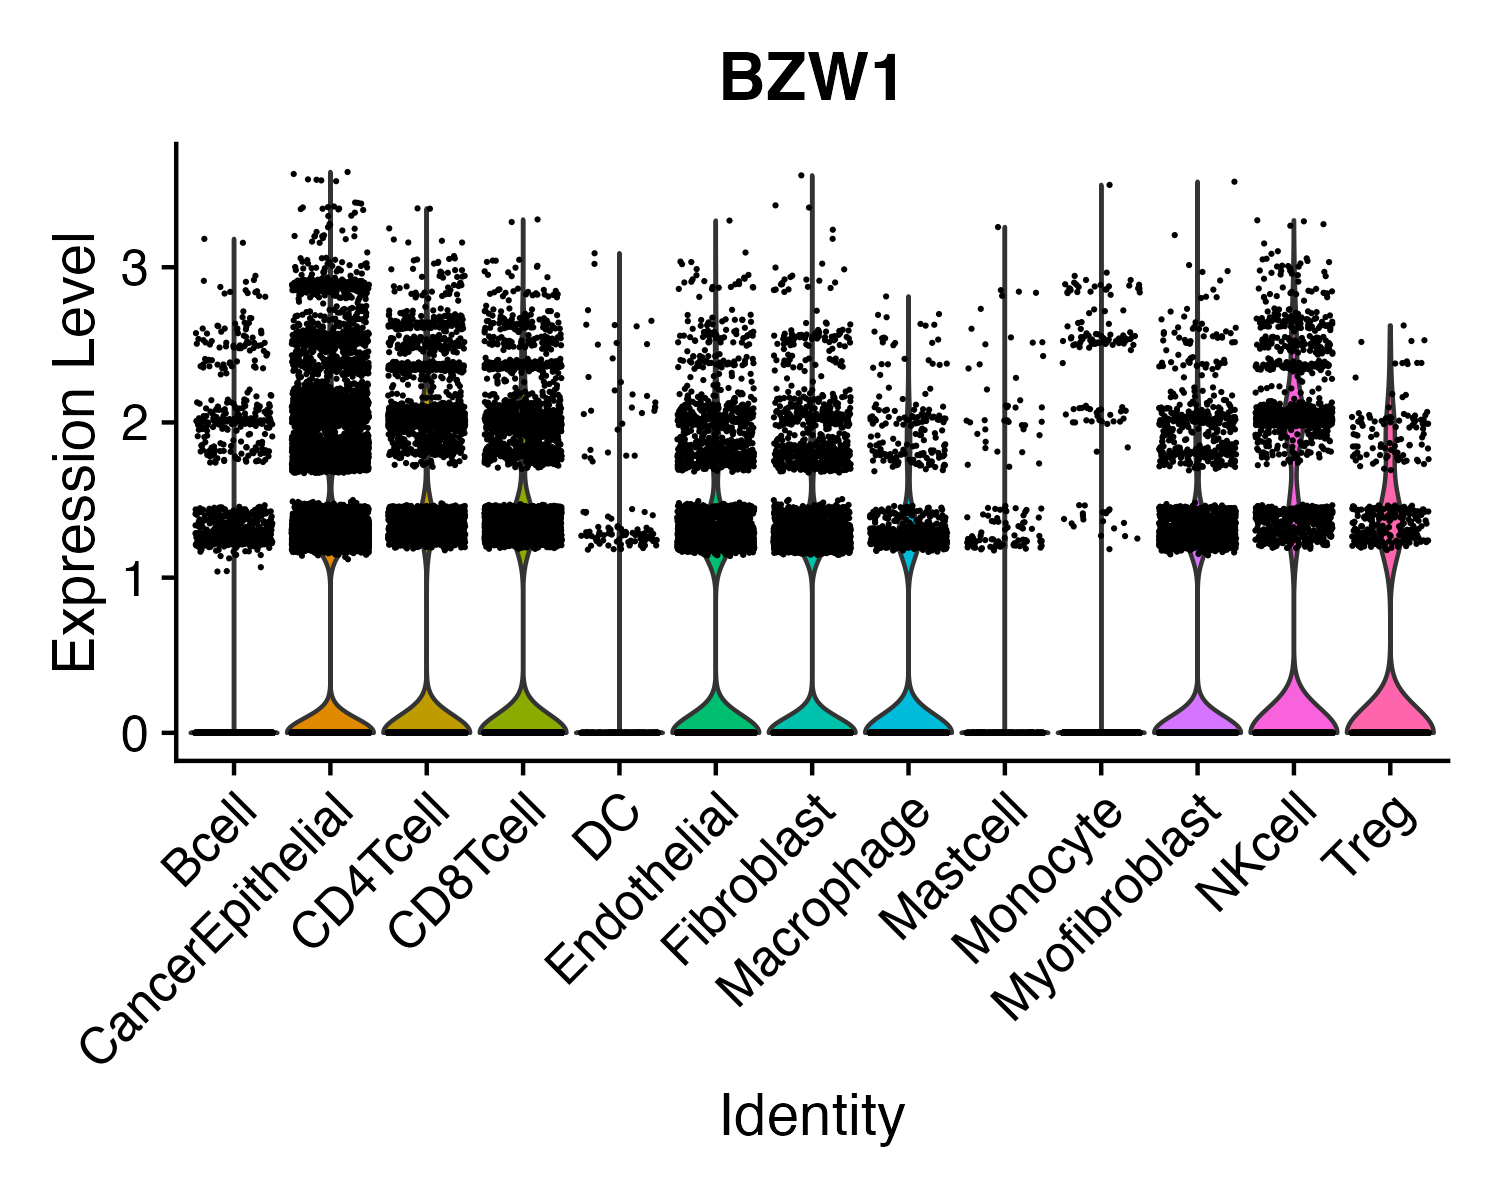 BZW1
Expression Level
3
2
1
0
Bcell
CancerEpithelial
CD4Tcell
CD8Tcell
DC
Endothelial
Fibroblast
Macrophage
Mastcell
Monocyte
Myofibroblast
NKcell
Treg
Identity